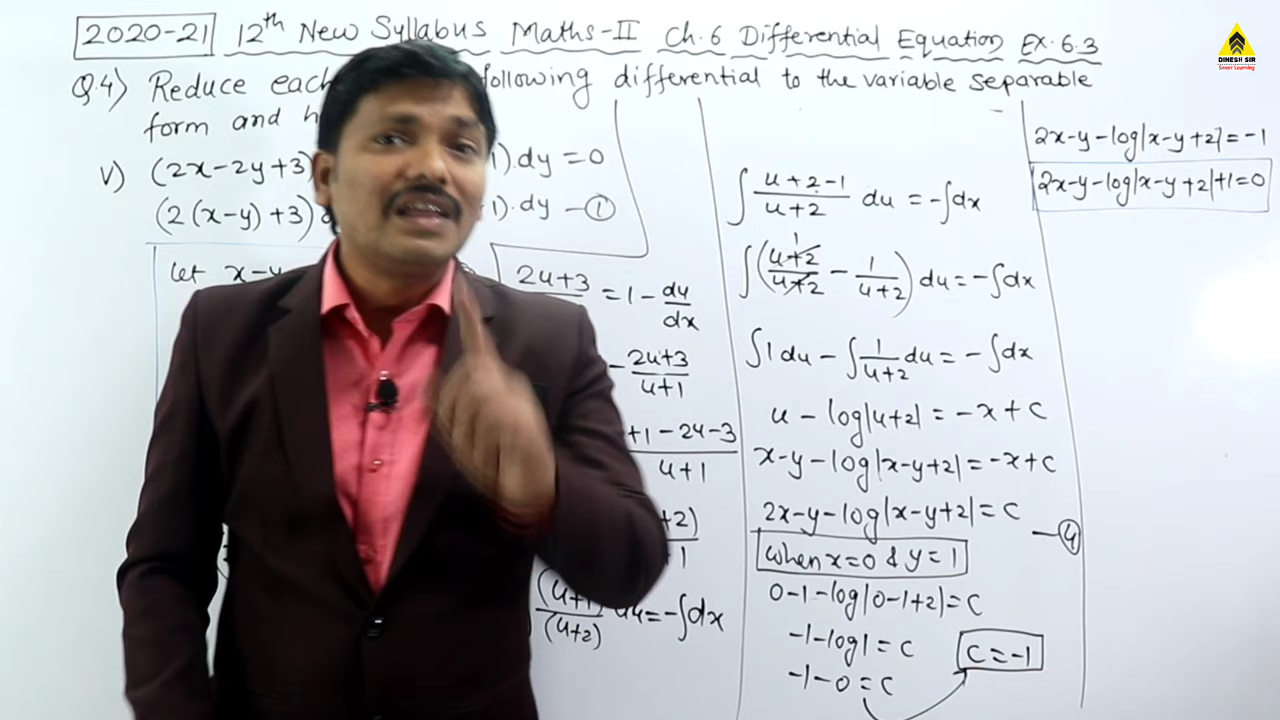 2020-21 12th New Syllabus Maths-II Ch.6 Differential Equation Ex.6.3
DINESH SIR
Smart Learning
Q.4) Reduce each following differential to the variable separable
form and
v) (2x-2y+3) 1).dy = 0
(2(x-y)+3) 1).dy —①
let x-y
2u+3 = 1 - du/dx
- 2u+3/u+1
+1-2u-3/u+1
+2)/1
(u+1)/(u+2) du = -∫dx
∫ u+2-1/u+2 du = -∫dx
∫(u+2/u+2 - 1/u+2) du = -∫dx
∫1 du - ∫1/u+2 du = -∫dx
u - log|u+2| = -x + c
x-y-log|x-y+2| = -x+c
2x-y-log|x-y+2| = c —④
when x=0 & y=1
0-1-log|0-1+2| = c
-1-log1 = c
-1-0 = c
c = -1
2x-y-log|x-y+2| = -1
2x-y-log|x-y+2|+1=0